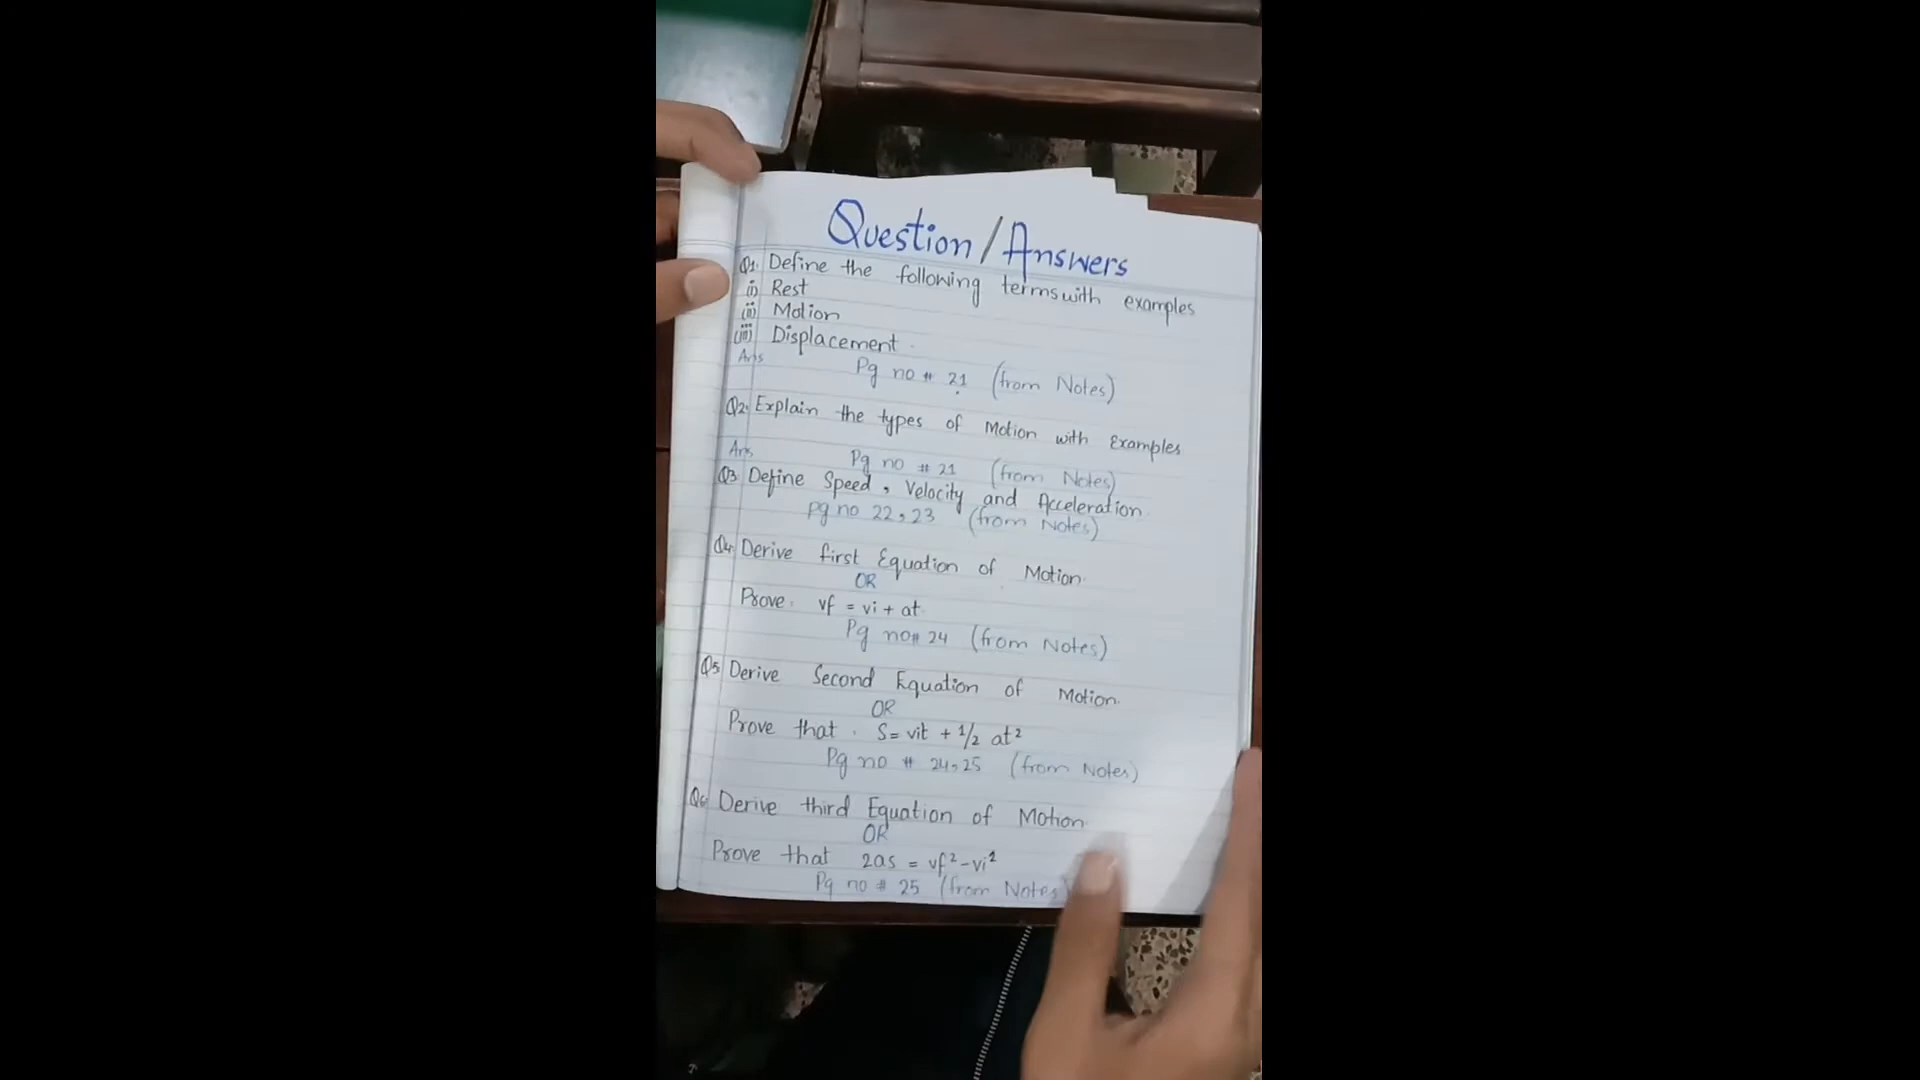 Question/Answers
Q1. Define the following terms with examples
(i) Rest
(ii) Motion
(iii) Displacement.
Ans
Pg no # 21 (from Notes)
Q2. Explain the types of Motion with Examples
Ans
Pg no # 21 (from Notes)
Q3 Define Speed, Velocity and Acceleration.
Pg no 22,23 (from Notes)
Q4. Derive first Equation of Motion.
OR
Prove. vf = vi + at.
Pg no# 24 (from Notes)
Q5 Derive Second Equation of Motion.
OR
Prove that. S = vit + 1/2 at²
Pg no # 24,25 (from Notes)
Q6 Derive third Equation of Motion.
OR
Prove that 2as = vf² - vi²
Pg no # 25 (from Notes)